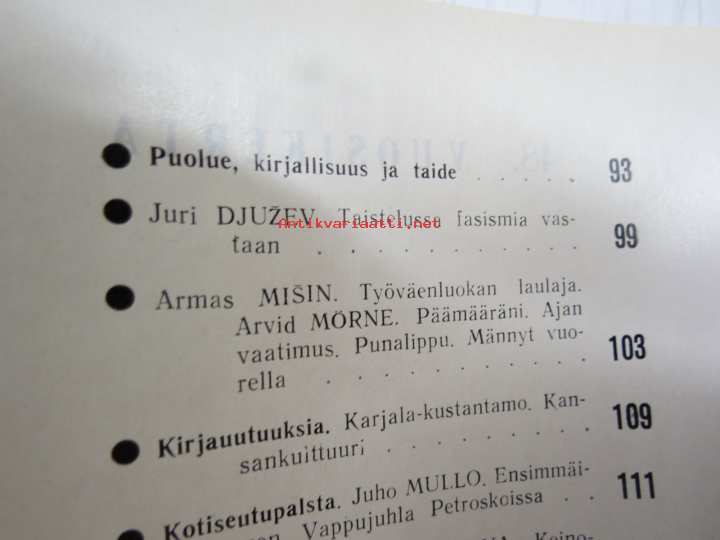 Puolue, kirjallisuus ja taide . . . . . 93
Juri DJUŽEV. Taistelussa fasismia vas-
taan . . . . . . . . . . 99
antikvariaatti.net
Armas MIŠIN. Työväenluokan laulaja.
Arvid MÖRNE. Päämääräni. Ajan
vaatimus. Punalippu. Männyt vuo-
rella . . . . . . . . . . 103
Kirjauutuuksia. Karjala-kustantamo. Kan-
sankuittuuri . . . . . . . . 109
Kotiseutupalsta. Juho MULLO. Ensimmäi-
Vappujuhla Petroskoissa . . 111